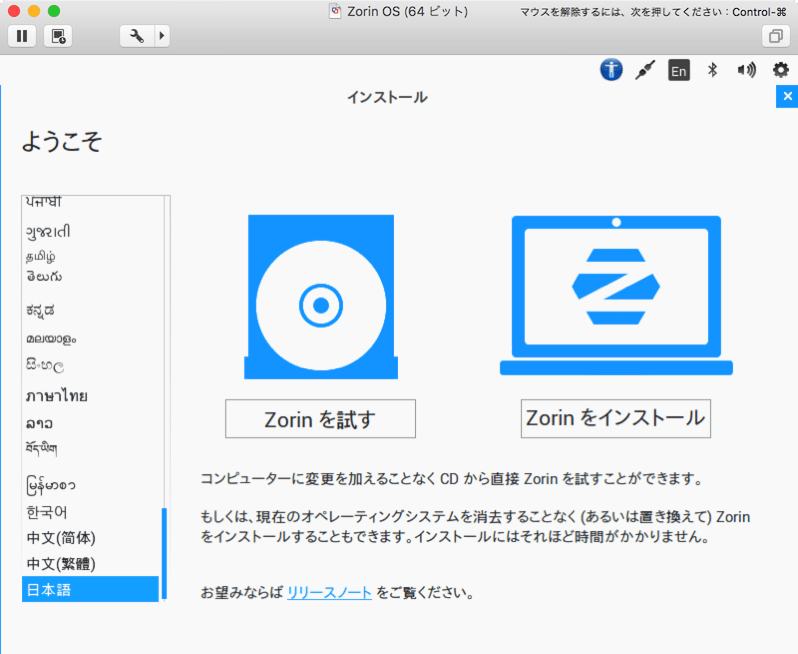 Zorin OS (64 ビット)
マウスを解除するには、次を押してください：Control-⌘
En
インストール
ようこそ
ਪੰਜਾਬੀ
ગુજરાતી
தமிழ்
తెలుగు
ಕನ್ನಡ
മലയാളം
සිංහල
ภาษาไทย
ລາວ
བོད་ཡིག
မြန်မာစာ
한국어
中文(简体)
中文(繁體)
日本語
Zorin を試す
Zorin をインストール
コンピューターに変更を加えることなく CD から直接 Zorin を試すことができます。
もしくは、現在のオペレーティングシステムを消去することなく (あるいは置き換えて) Zorin
をインストールすることもできます。インストールにはそれほど時間がかかりません。
お望みならば リリースノート をご覧ください。